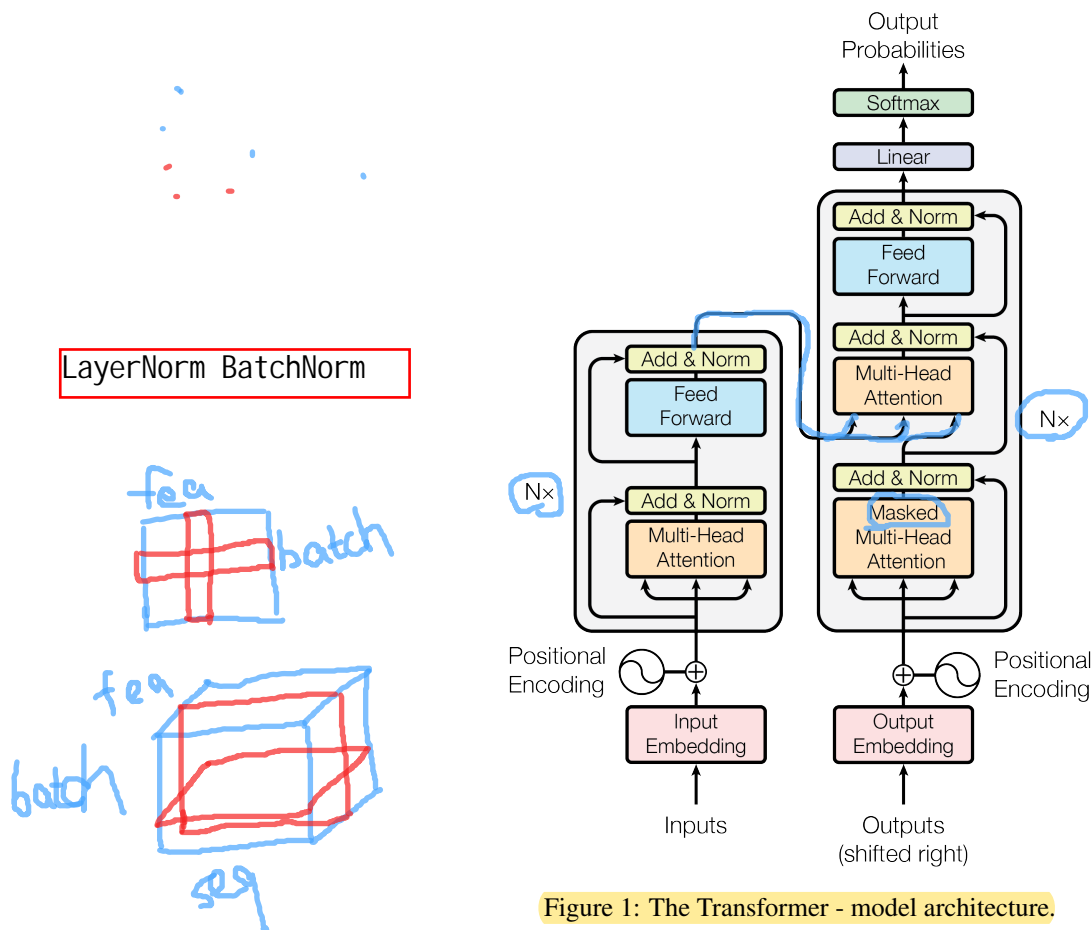 LayerNorm BatchNorm
fea
batch
fea
batch
seq
Output
Probabilities
Softmax
Linear
Add & Norm
Feed
Forward
Add & Norm
Multi-Head
Attention
Nx
Add & Norm
Masked
Multi-Head
Attention
Add & Norm
Feed
Forward
Nx
Add & Norm
Multi-Head
Attention
Positional
Encoding
Positional
Encoding
Input
Embedding
Output
Embedding
Inputs
Outputs
(shifted right)
Figure 1: The Transformer - model architecture.